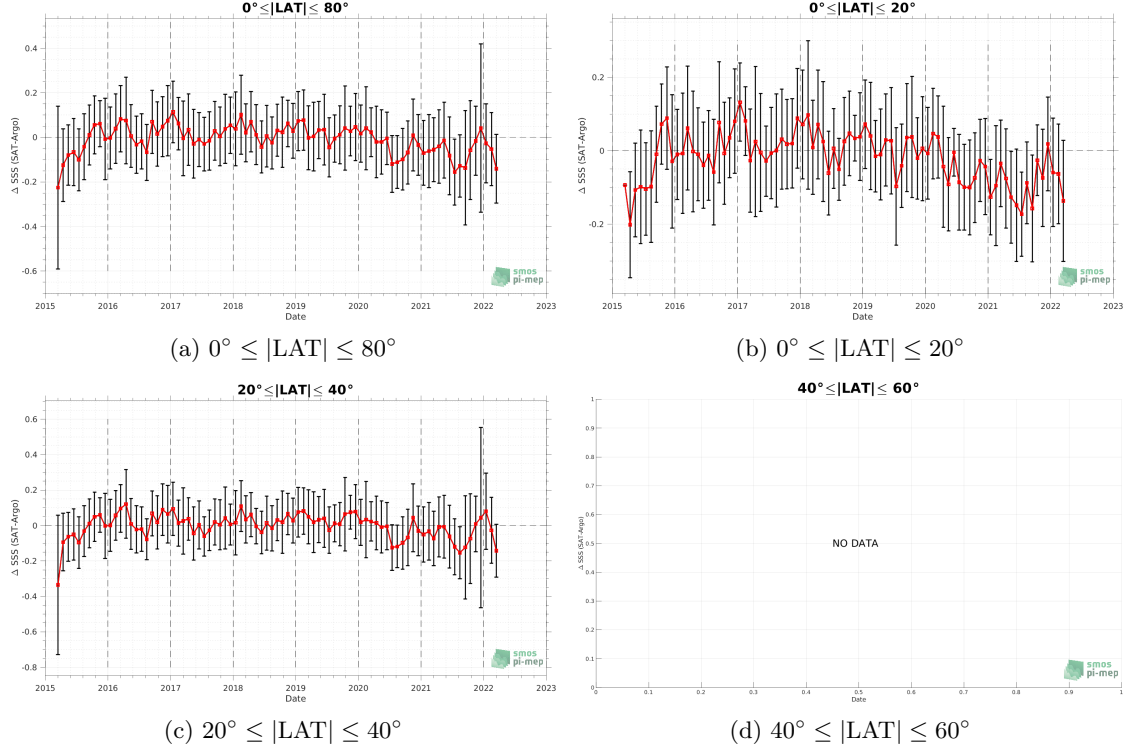 0°≤|LAT|≤ 80°
Δ SSS (SAT-Argo)
0.4
0.2
0
-0.2
-0.4
-0.6
2015 2016 2017 2018 2019 2020 2021 2022 2023
Date
smos
pi-mep
(a) 0° ≤ |LAT| ≤ 80°
0°≤|LAT|≤ 20°
Δ SSS (SAT-Argo)
0.2
0
-0.2
2015 2016 2017 2018 2019 2020 2021 2022 2023
Date
smos
pi-mep
(b) 0° ≤ |LAT| ≤ 20°
20°≤|LAT|≤ 40°
Δ SSS (SAT-Argo)
0.6
0.4
0.2
0
-0.2
-0.4
-0.6
-0.8
2015 2016 2017 2018 2019 2020 2021 2022 2023
Date
smos
pi-mep
(c) 20° ≤ |LAT| ≤ 40°
40°≤|LAT|≤ 60°
Δ SSS (SAT-Argo)
1
0.9
0.8
0.7
0.6
0.5
0.4
0.3
0.2
0.1
0
NO DATA
0 0.1 0.2 0.3 0.4 0.5 0.6 0.7 0.8 0.9 1
Date
smos
pi-mep
(d) 40° ≤ |LAT| ≤ 60°